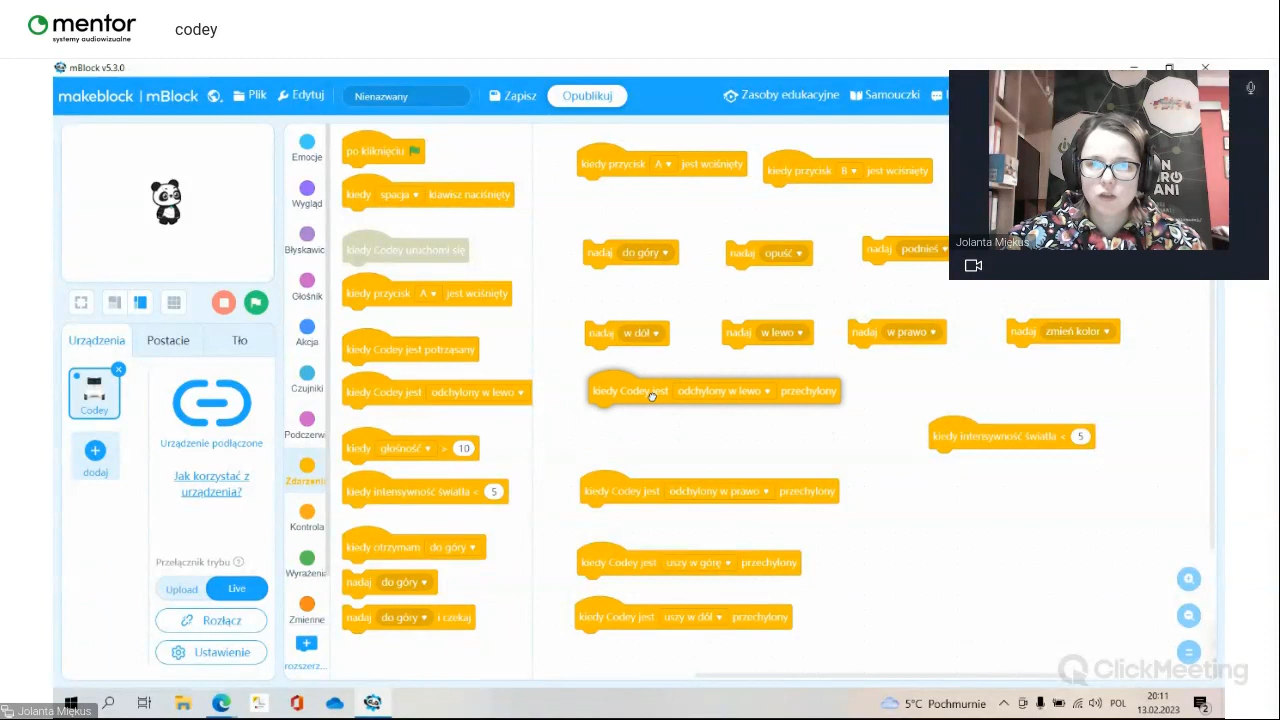 mentor
systemy audiowizualne
codey
mBlock v5.3.0
makeblock | mBlock
Plik
Edytuj
Nienazwany
Zapisz
Opublikuj
Zasoby edukacyjne
Samouczki
Jolanta Miękus
Emocje
Wygląd
Błyskawic
Głośnik
Akcja
Czujniki
Podczerw
Zdarzenia
Kontrola
Wyrażenia
Zmienne
rozszerz...
po kliknięciu
kiedy spacja klawisz naciśnięty
kiedy Codey uruchomi się
kiedy przycisk A jest wciśnięty
kiedy Codey jest potrząsany
kiedy Codey jest odchylony w lewo
kiedy głośność > 10
kiedy intensywność światła < 5
kiedy otrzymam do góry
nadaj do góry
nadaj do góry i czekaj
kiedy przycisk A jest wciśnięty
kiedy przycisk B jest wciśnięty
nadaj do góry
nadaj opuść
nadaj podnieś
nadaj w dół
nadaj w lewo
nadaj w prawo
nadaj zmień kolor
kiedy Codey jest odchylony w lewo przechylony
kiedy intensywność światła < 5
kiedy Codey jest odchylony w prawo przechylony
kiedy Codey jest uszy w górę przechylony
kiedy Codey jest uszy w dół przechylony
Urządzenia
Postacie
Tło
Codey
dodaj
Urządzenie podłączone
Jak korzystać z
urządzenia?
Przełącznik trybu
Upload
Live
Rozłącz
Ustawienie
ClickMeeting
5°C Pochmurnie
POL
20:11
13.02.2023
2
Jolanta Miękus